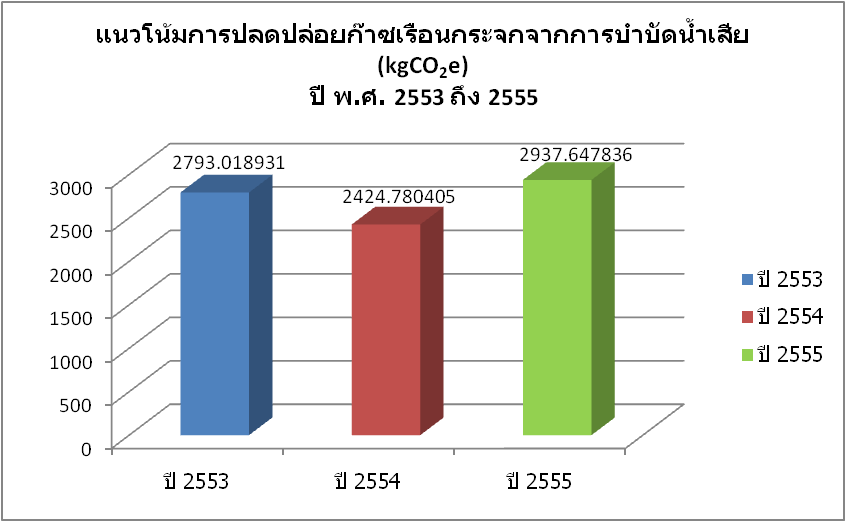 แนวโน้มการปลดปล่อยก๊าซเรือนกระจกจากการบำบัดน้ำเสีย
(kgCO₂e)
ปี พ.ศ. 2553 ถึง 2555
2793.018931
2424.780405
2937.647836
3000
2500
2000
1500
1000
500
0
ปี 2553
ปี 2554
ปี 2555
ปี 2553
ปี 2554
ปี 2555